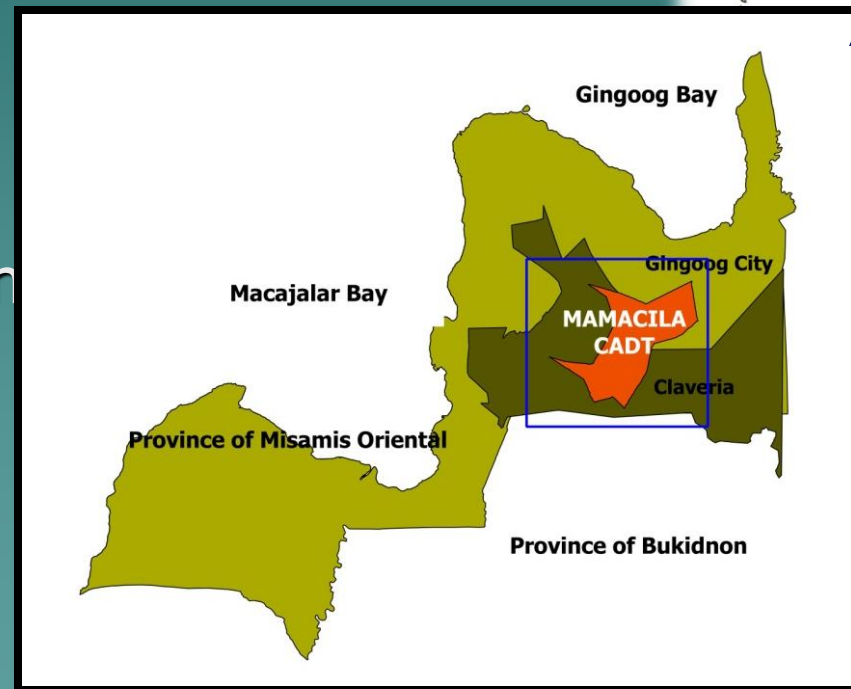 Gingoog Bay
Gingoog City
Macajalar Bay
MAMACILA
CADT
Claveria
Province of Misamis Oriental
Province of Bukidnon